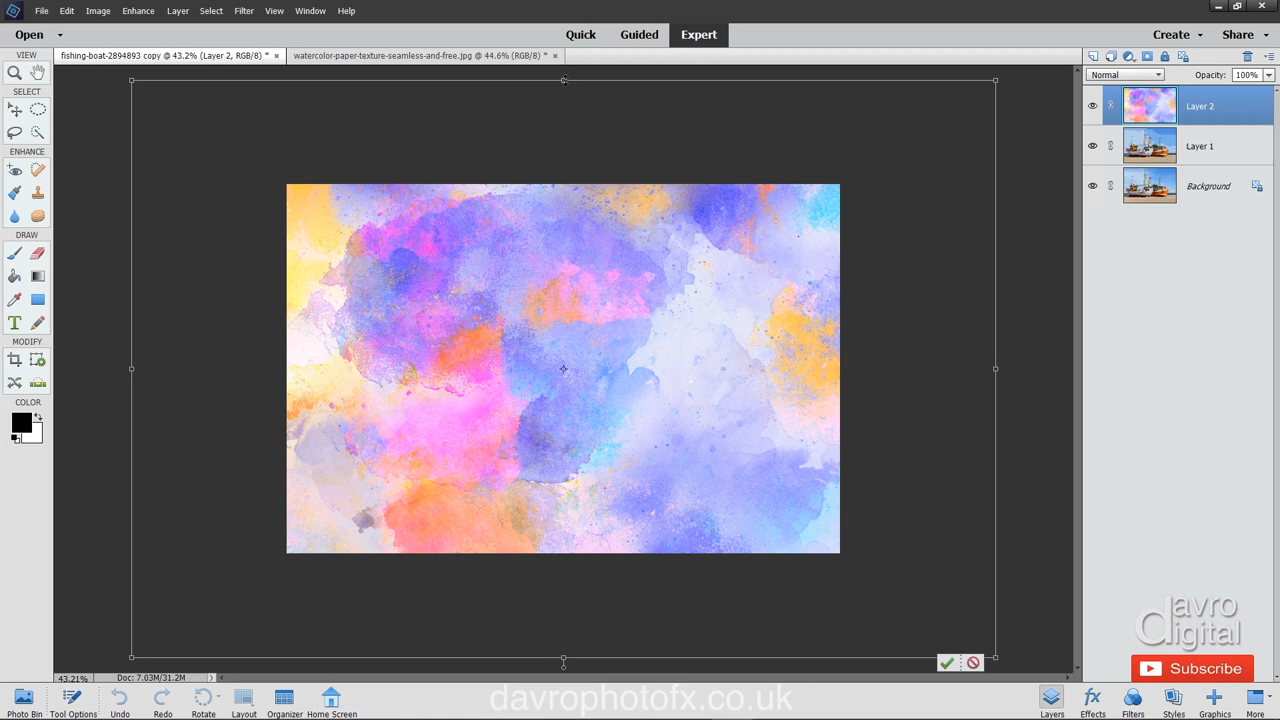 File Edit Image Enhance Layer Select Filter View Window Help
Open Quick Guided Expert Create Share
VIEW
fishing-boat-2894893 copy @ 43.2% (Layer 2, RGB/8) * × watercolor-paper-texture-seamless-and-free.jpg @ 44.6% (RGB/8) * ×
Normal Opacity: 100%
SELECT
Layer 2
Layer 1
ENHANCE
Background
DRAW
T
MODIFY
COLOR
davro
digital
Subscribe
43.21% Doc: 7.03M/31.2M
Photo Bin Tool Options Undo Redo Rotate Layout Organizer Home Screen davrophotofx.co.uk Layers Effects Filters Styles Graphics More